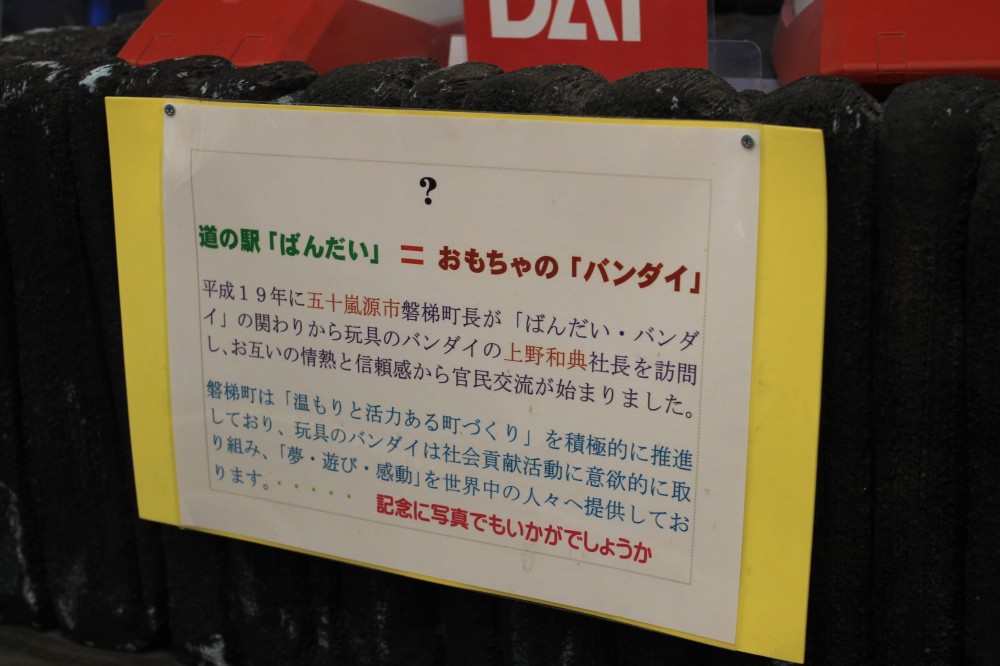 DAI
?
道の駅「ばんだい」 = おもちゃの「バンダイ」
平成19年に五十嵐源市磐梯町長が「ばんだい・バンダ
イ」の関わりから玩具のバンダイの上野和典社長を訪問
し、お互いの情熱と信頼感から官民交流が始まりました。
磐梯町は「温もりと活力ある町づくり」を積極的に推進
しており、玩具のバンダイは社会貢献活動に意欲的に取
り組み、「夢・遊び・感動」を世界中の人々へ提供してお
ります。・・・・・
記念に写真でもいかがでしょうか